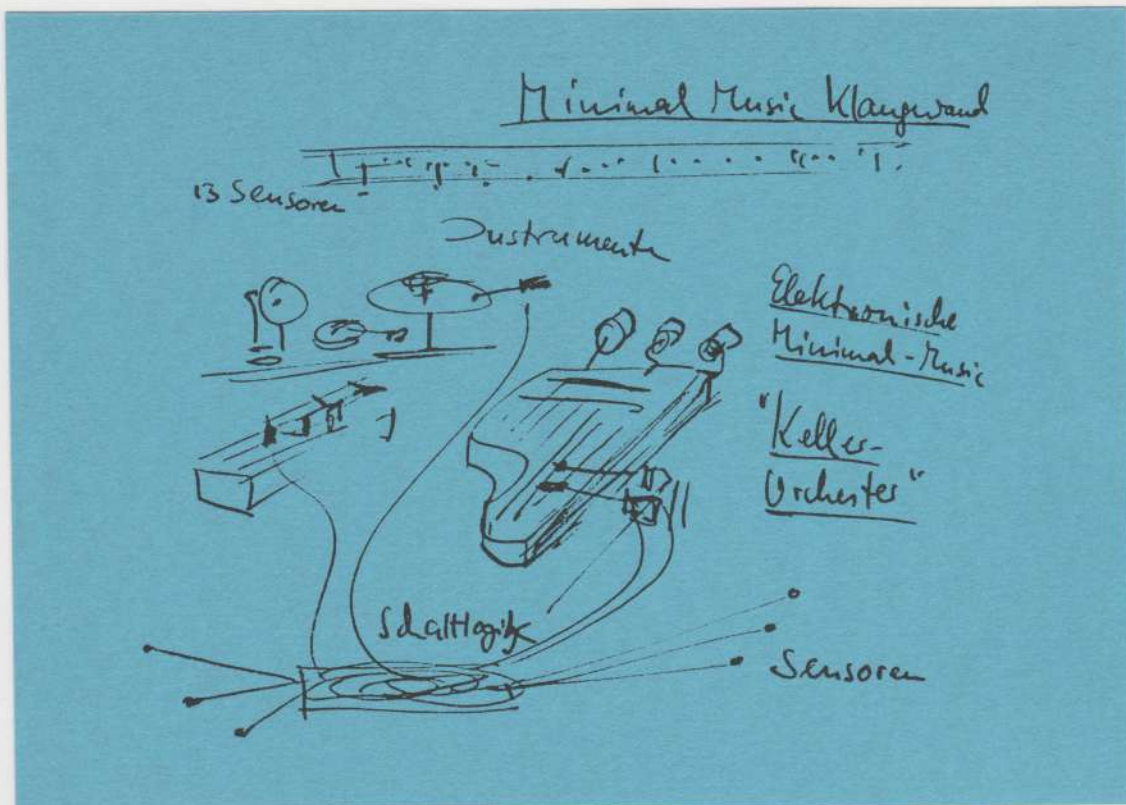 Minimal Music Klangwand
13 Sensoren
Instrumente
Elektronische
Minimal-Music
"Keller-
Orchester"
Schaltlogik
Sensoren